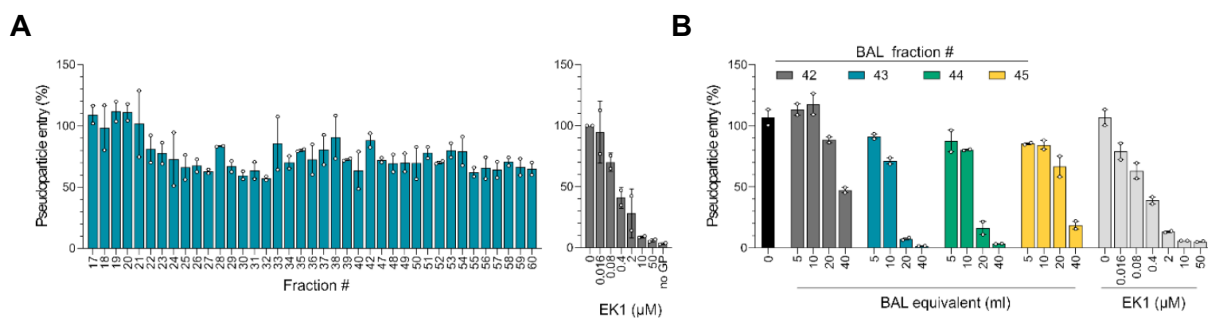 A
B
Pseudoparticle entry (%)
150
100
50
0
17 18 19 20 21 22 23 24 25 26 27 28 29 30 31 32 33 34 35 36 37 38 39 40 42 47 48 49 50 51 52 53 54 55 56 57 58 59 60
Fraction #
150
100
50
0
0 0.016 0.08 0.4 2 10 50 no GP
EK1 (μM)
BAL fraction #
42 43 44 45
Pseudoparticle entry (%)
150
100
50
0
0 5 10 20 40 5 10 20 40 5 10 20 40 5 10 20 40
BAL equivalent (ml)
0 0.016 0.08 0.4 2 10 50
EK1 (μM)